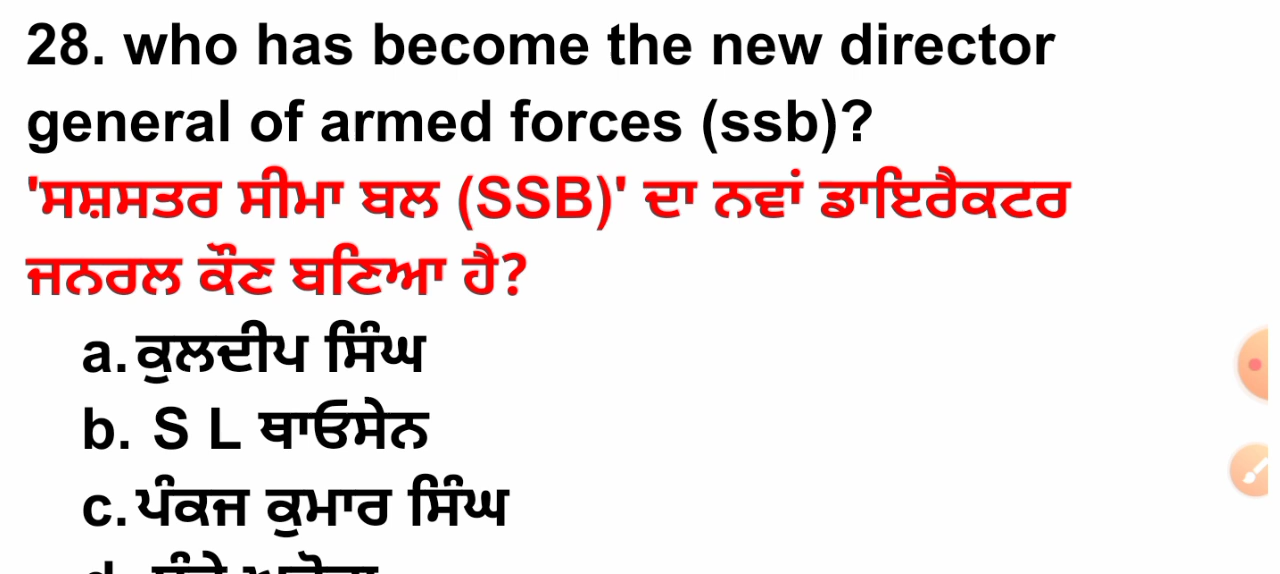 28. who has become the new director
general of armed forces (ssb)?
'ਸਸ਼ਸਤਰ ਸੀਮਾ ਬਲ (SSB)' ਦਾ ਨਵਾਂ ਡਾਇਰੈਕਟਰ
ਜਨਰਲ ਕੌਣ ਬਣਿਆ ਹੈ?
a. ਕੁਲਦੀਪ ਸਿੰਘ
b. S L ਥਾਓਸੇਨ
c. ਪੰਕਜ ਕੁਮਾਰ ਸਿੰਘ